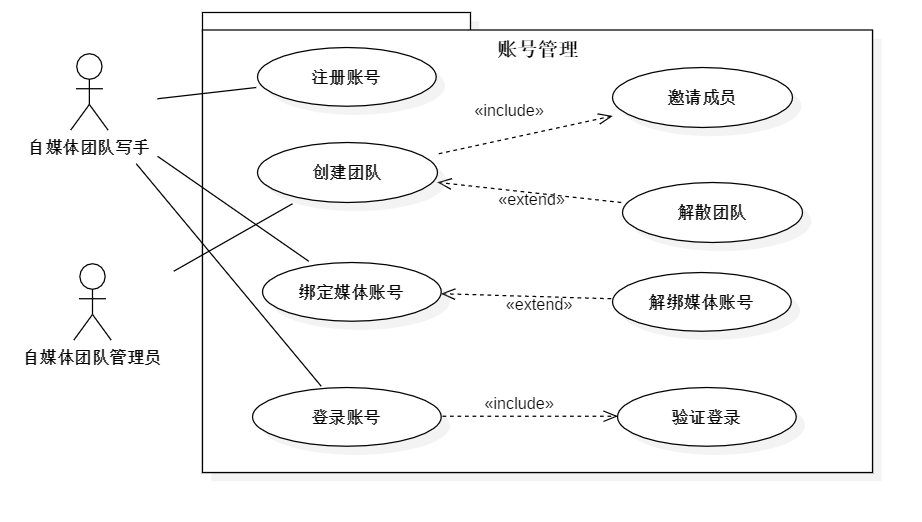 账号管理
注册账号
邀请成员
«include»
自媒体团队写手
创建团队
«extend»
解散团队
绑定媒体账号
«extend»
解绑媒体账号
自媒体团队管理员
登录账号
«include»
验证登录